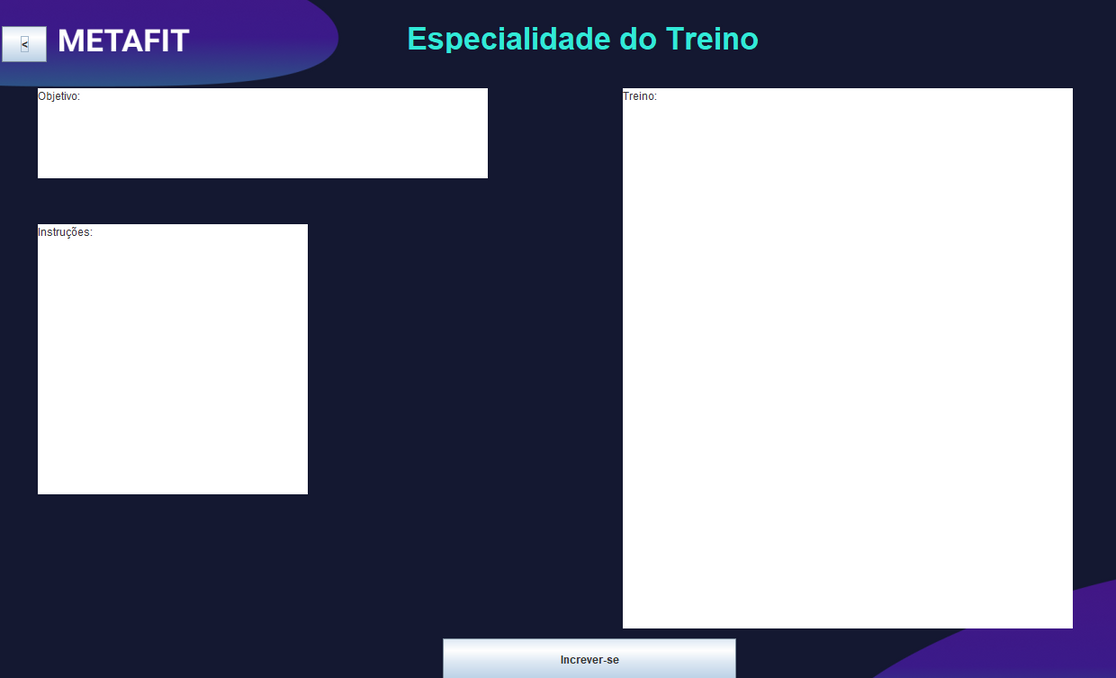 <
METAFIT
Especialidade do Treino
Objetivo:
Treino:
Instruções:
Increver-se